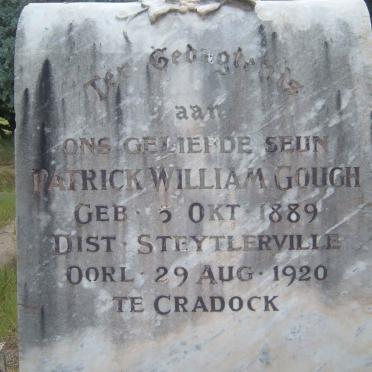 Ter Gedagtenis
aan
ONS GELIEFDE SEUN
PATRICK WILLIAM GOUGH
GEB · 5 OKT · 1889
DIST · STEYTLERVILLE
OORL · 29 AUG · 1920
TE CRADOCK